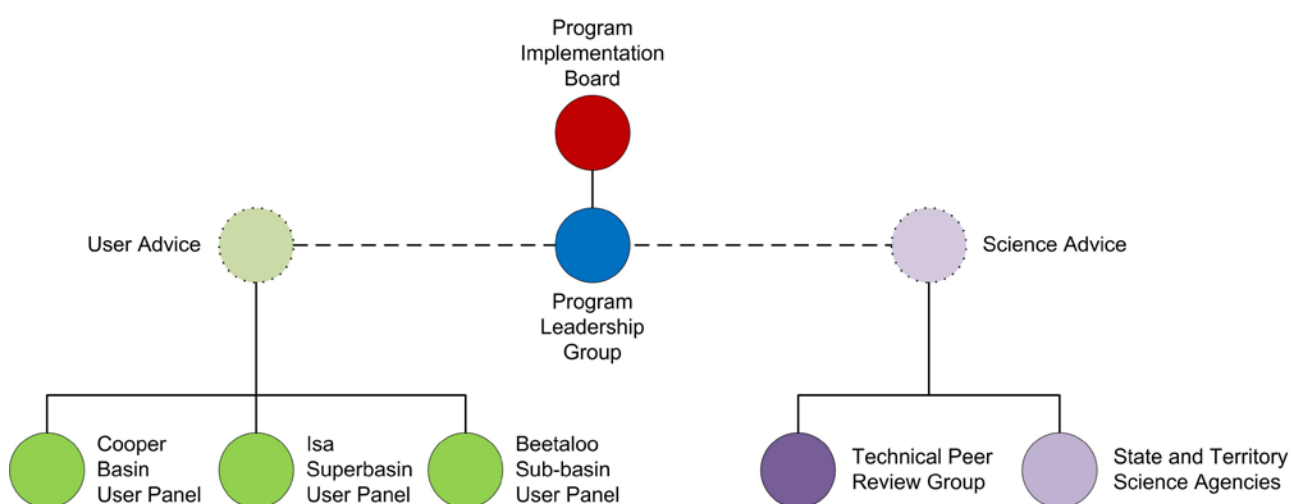 Program
Implementation
Board
User Advice
Science Advice
Program
Leadership
Group
Cooper
Basin
User Panel
Isa
Superbasin
User Panel
Beetaloo
Sub-basin
User Panel
Technical Peer
Review Group
State and Territory
Science Agencies